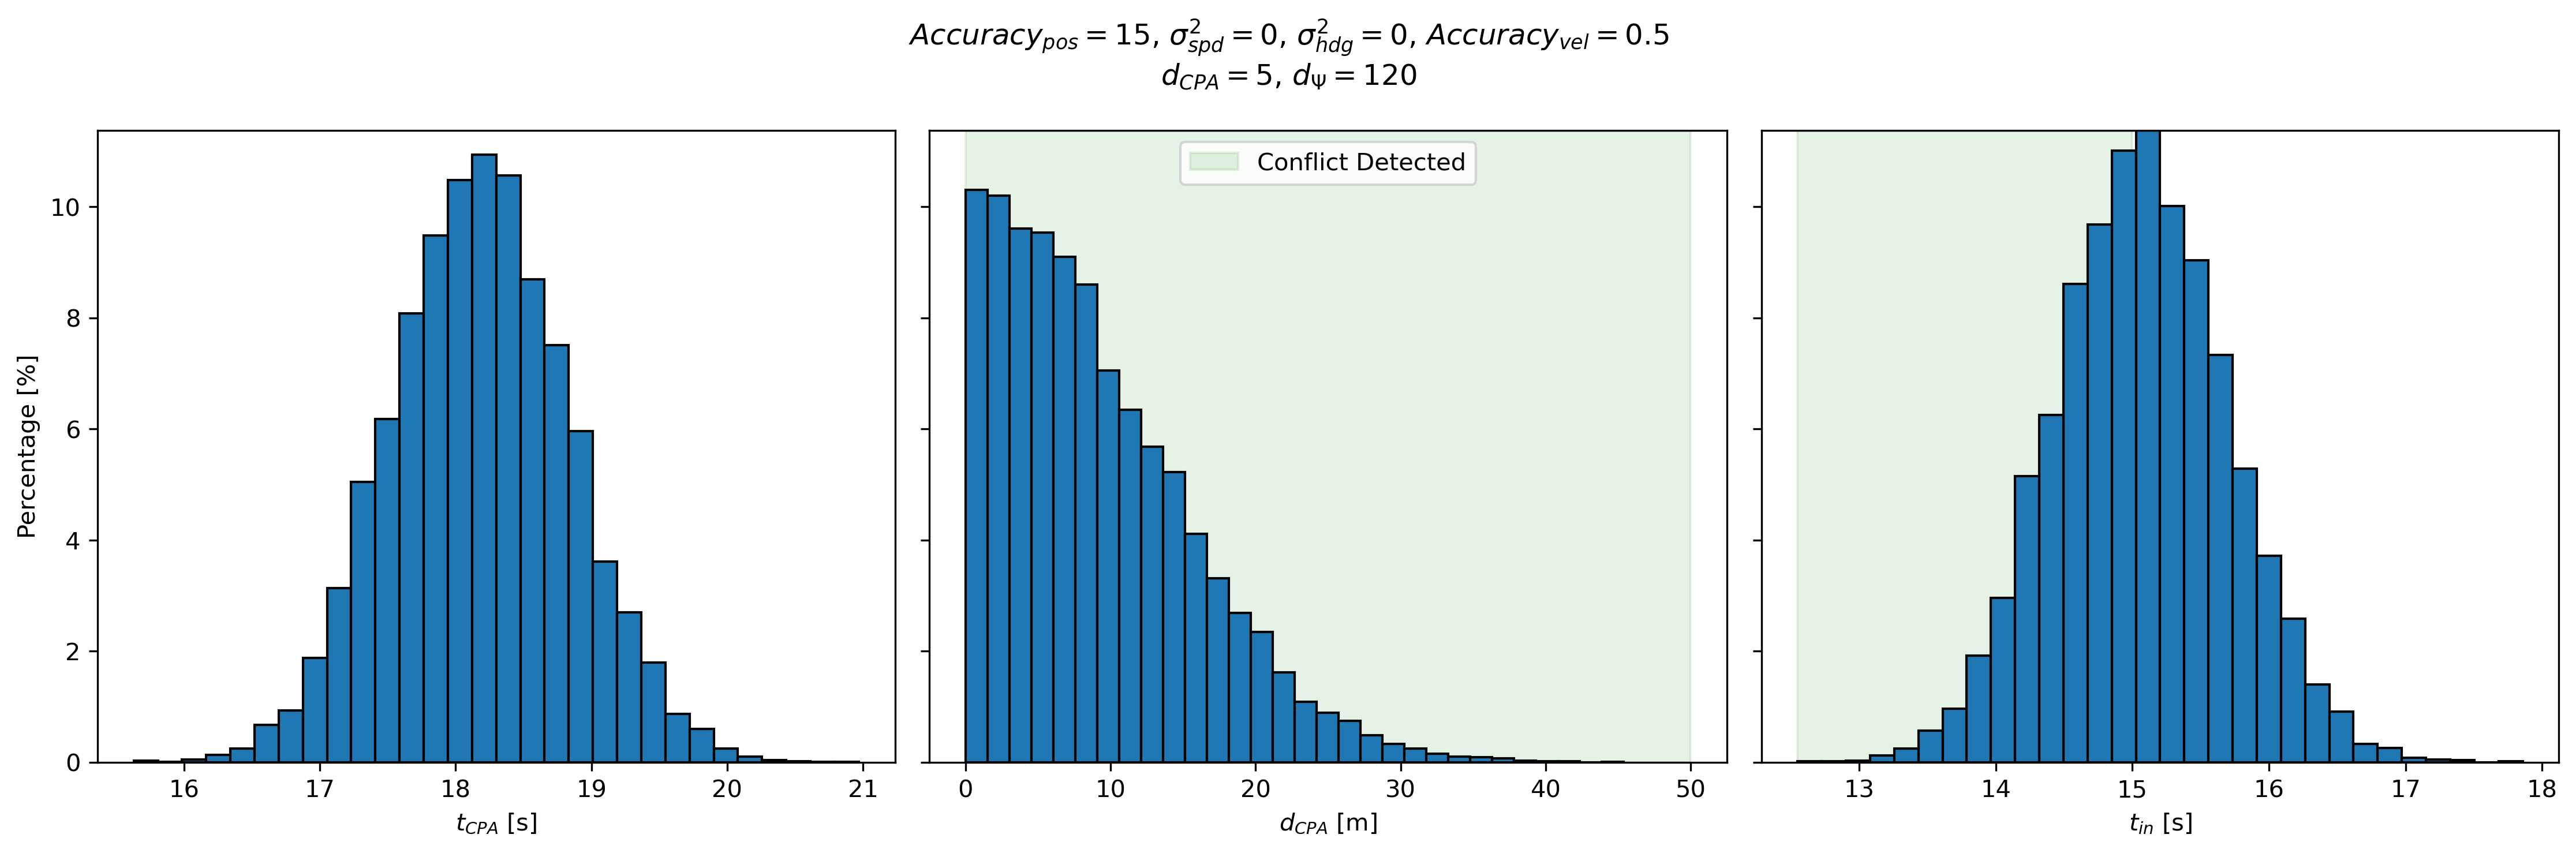 Accuracy_pos = 15, σ²_spd = 0, σ²_hdg = 0, Accuracy_vel = 0.5
d_CPA = 5, d_Ψ = 120
Percentage [%]
10
8
6
4
2
0
16 17 18 19 20 21
t_CPA [s]
Conflict Detected
0 10 20 30 40 50
d_CPA [m]
13 14 15 16 17 18
t_in [s]